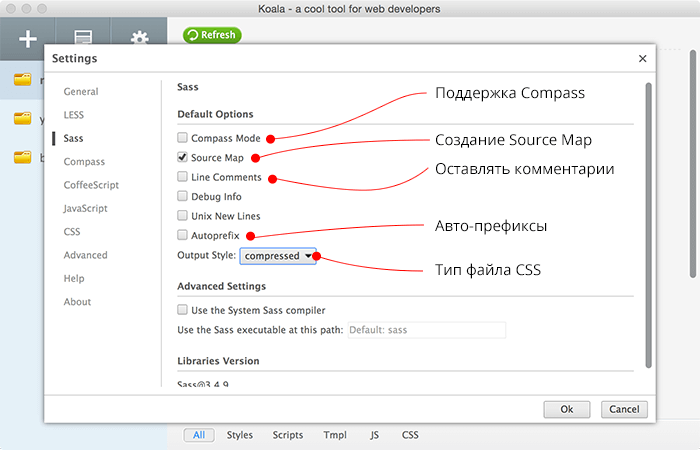 Koala - a cool tool for web developers
Refresh
Settings
General
LESS
Sass
Compass
CoffeeScript
JavaScript
CSS
Advanced
Help
About
Sass
Default Options
Compass Mode
Source Map
Line Comments
Debug Info
Unix New Lines
Autoprefix
Output Style: compressed
Advanced Settings
Use the System Sass compiler
Use the Sass executable at this path: Default: sass
Libraries Version
Sass@3.4.9
Поддержка Compass
Создание Source Map
Оставлять комментарии
Авто-префиксы
Тип файла CSS
Ok
Cancel
All
Styles
Scripts
Tmpl
JS
CSS